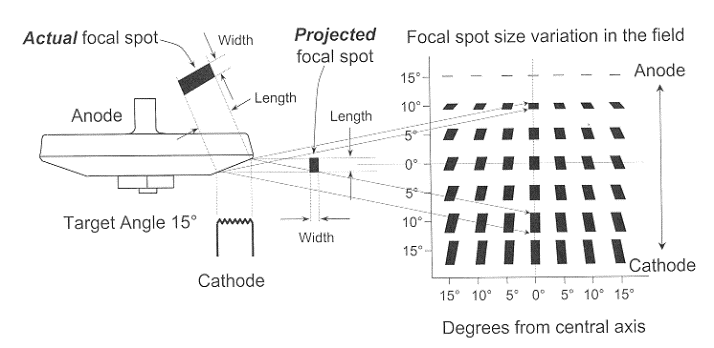 Actual focal spot
Width
Length
Anode
Target Angle 15°
Cathode
Projected
focal spot
Length
Width
Focal spot size variation in the field
Anode
15°
10°
5°
0°
5°
10°
15°
Cathode
15° 10° 5° 0° 5° 10° 15°
Degrees from central axis